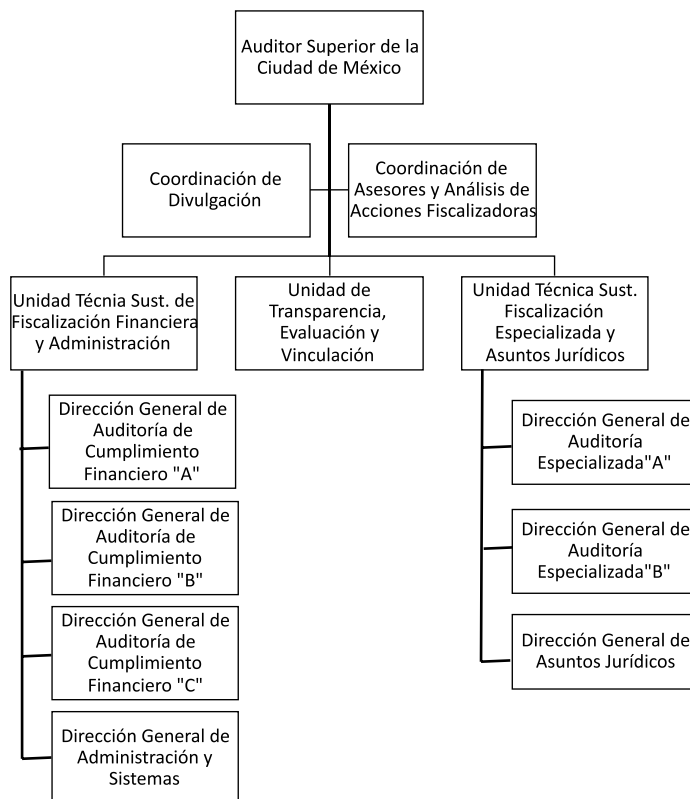 Auditor Superior de la
Ciudad de México
Coordinación de
Divulgación
Coordinación de
Asesores y Análisis de
Acciones Fiscalizadoras
Unidad Técnia Sust. de
Fiscalización Financiera
y Administración
Unidad de
Transparencia,
Evaluación y
Vinculación
Unidad Técnica Sust.
Fiscalización
Especializada y
Asuntos Jurídicos
Dirección General de
Auditoría de
Cumplimiento
Financiero "A"
Dirección General de
Auditoría de
Cumplimiento
Financiero "B"
Dirección General de
Auditoría de
Cumplimiento
Financiero "C"
Dirección General de
Administración y
Sistemas
Dirección General de
Auditoría
Especializada"A"
Dirección General de
Auditoría
Especializada"B"
Dirección General de
Asuntos Jurídicos